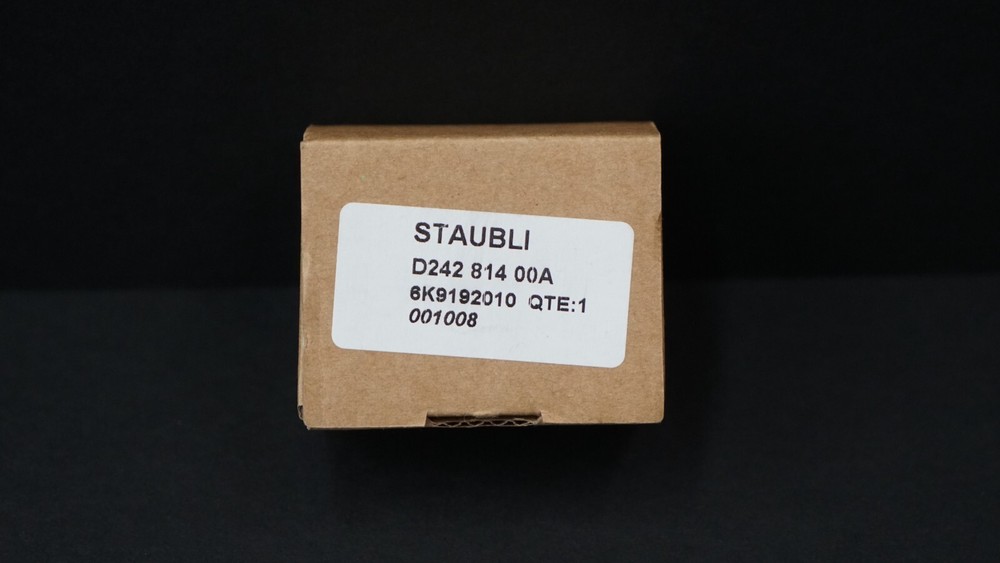 STAUBLI
D242 814 00A
6K9192010 QTE:1
001008